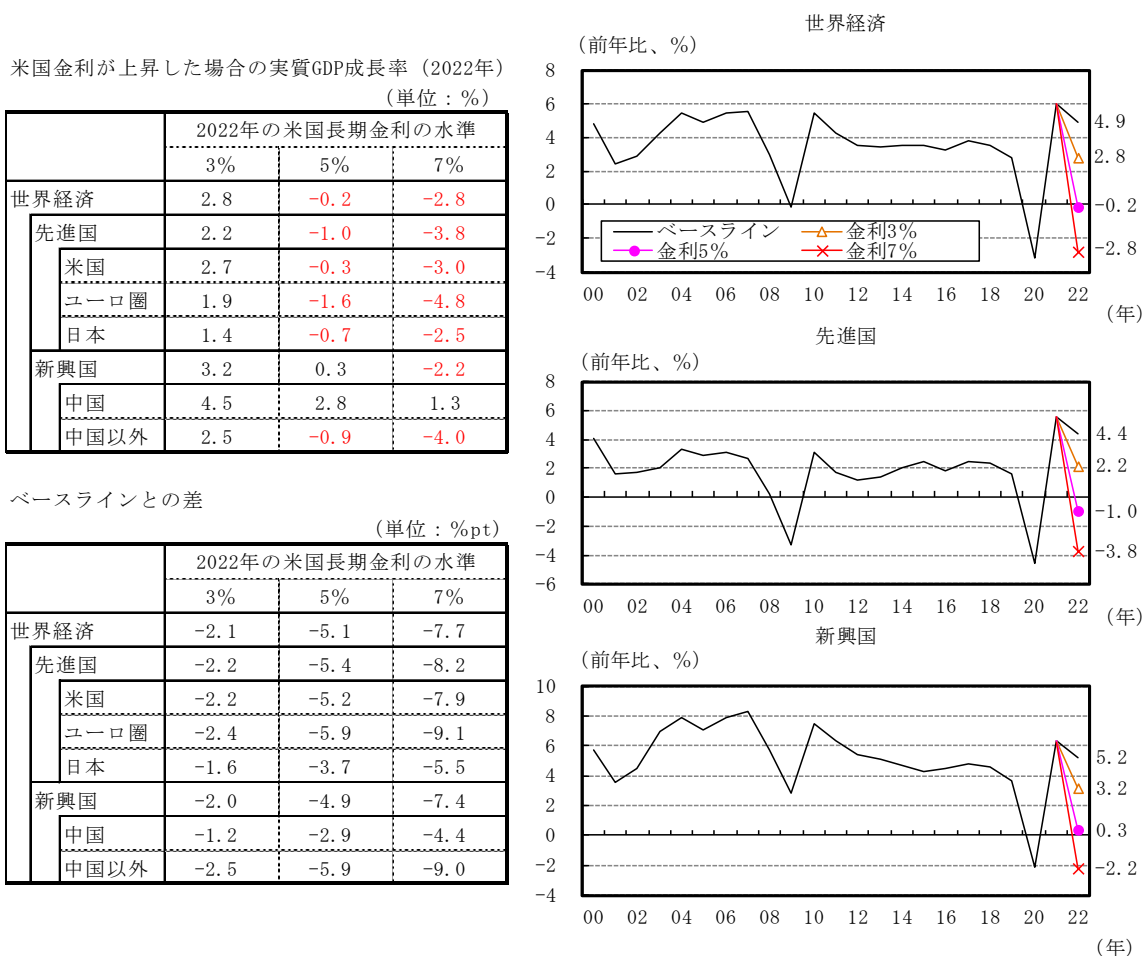 米国金利が上昇した場合の実質GDP成長率（2022年）
（単位：％）
2022年の米国長期金利の水準
3% 5% 7%
世界経済 2.8 -0.2 -2.8
先進国 2.2 -1.0 -3.8
米国 2.7 -0.3 -3.0
ユーロ圏 1.9 -1.6 -4.8
日本 1.4 -0.7 -2.5
新興国 3.2 0.3 -2.2
中国 4.5 2.8 1.3
中国以外 2.5 -0.9 -4.0
ベースラインとの差
（単位：％pt）
2022年の米国長期金利の水準
3% 5% 7%
世界経済 -2.1 -5.1 -7.7
先進国 -2.2 -5.4 -8.2
米国 -2.2 -5.2 -7.9
ユーロ圏 -2.4 -5.9 -9.1
日本 -1.6 -3.7 -5.5
新興国 -2.0 -4.9 -7.4
中国 -1.2 -2.9 -4.4
中国以外 -2.5 -5.9 -9.0
世界経済
（前年比、％）
8
6
4
2
0
-2
-4
4.9
2.8
-0.2
-2.8
ベースライン 金利3%
金利5% 金利7%
00 02 04 06 08 10 12 14 16 18 20 22
（年）
先進国
（前年比、％）
8
6
4
2
0
-2
-4
-6
4.4
2.2
-1.0
-3.8
00 02 04 06 08 10 12 14 16 18 20 22
（年）
新興国
（前年比、％）
10
8
6
4
2
0
-2
-4
5.2
3.2
0.3
-2.2
00 02 04 06 08 10 12 14 16 18 20 22
（年）